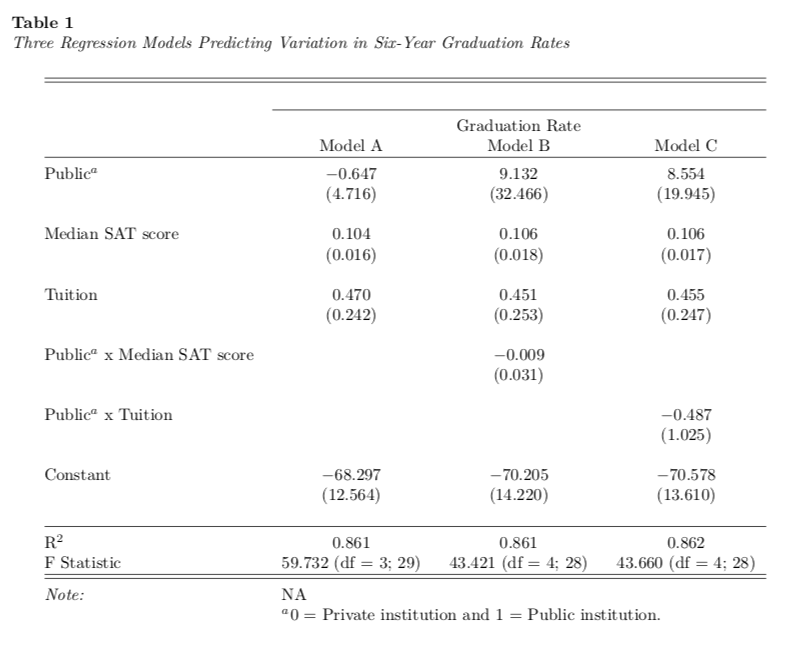 Table 1
Three Regression Models Predicting Variation in Six-Year Graduation Rates
Graduation Rate
Model A Model B Model C
Publicᵃ −0.647 9.132 8.554
(4.716) (32.466) (19.945)
Median SAT score 0.104 0.106 0.106
(0.016) (0.018) (0.017)
Tuition 0.470 0.451 0.455
(0.242) (0.253) (0.247)
Publicᵃ x Median SAT score −0.009
(0.031)
Publicᵃ x Tuition −0.487
(1.025)
Constant −68.297 −70.205 −70.578
(12.564) (14.220) (13.610)
R² 0.861 0.861 0.862
F Statistic 59.732 (df = 3; 29) 43.421 (df = 4; 28) 43.660 (df = 4; 28)
Note: NA
ᵃ0 = Private institution and 1 = Public institution.